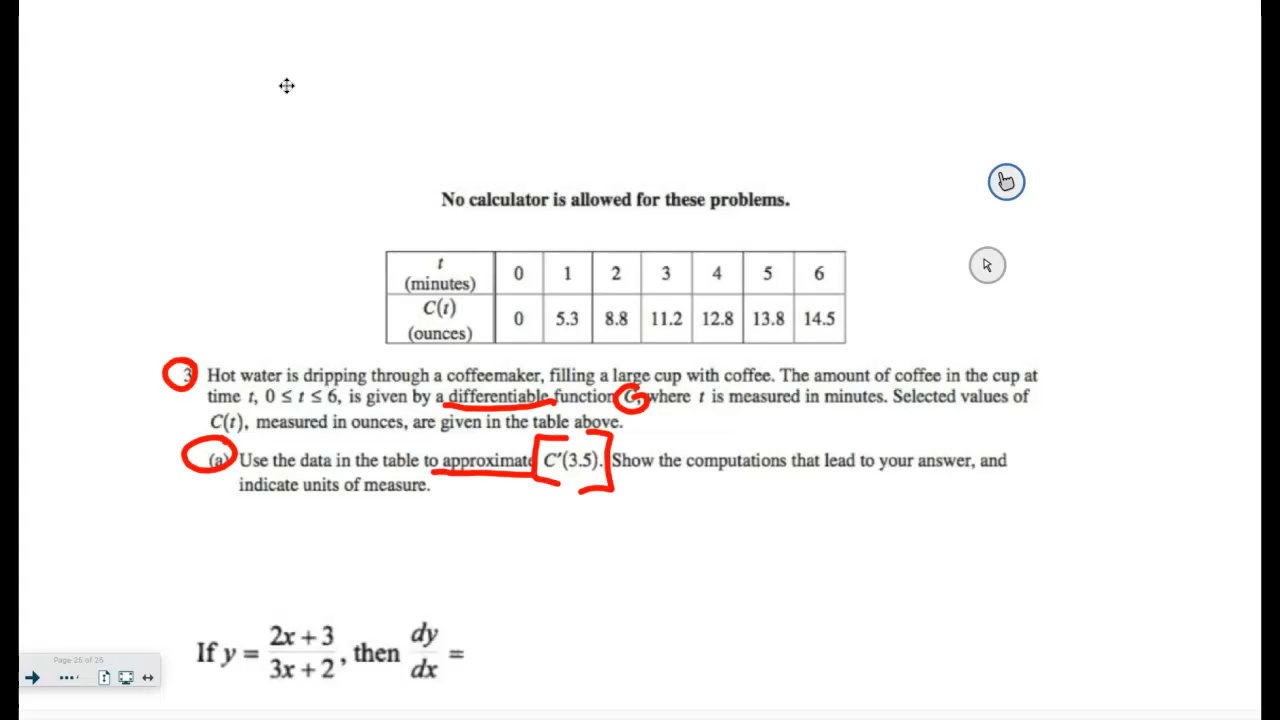 No calculator is allowed for these problems.
t (minutes) 0 1 2 3 4 5 6
C(t) (ounces) 0 5.3 8.8 11.2 12.8 13.8 14.5
3 Hot water is dripping through a coffeemaker, filling a large cup with coffee. The amount of coffee in the cup at
time t, 0 ≤ t ≤ 6, is given by a differentiable function C, where t is measured in minutes. Selected values of
C(t), measured in ounces, are given in the table above.
(a) Use the data in the table to approximate C′(3.5). Show the computations that lead to your answer, and
indicate units of measure.
If y = (2x + 3)/(3x + 2), then dy/dx =
Page 25 of 25